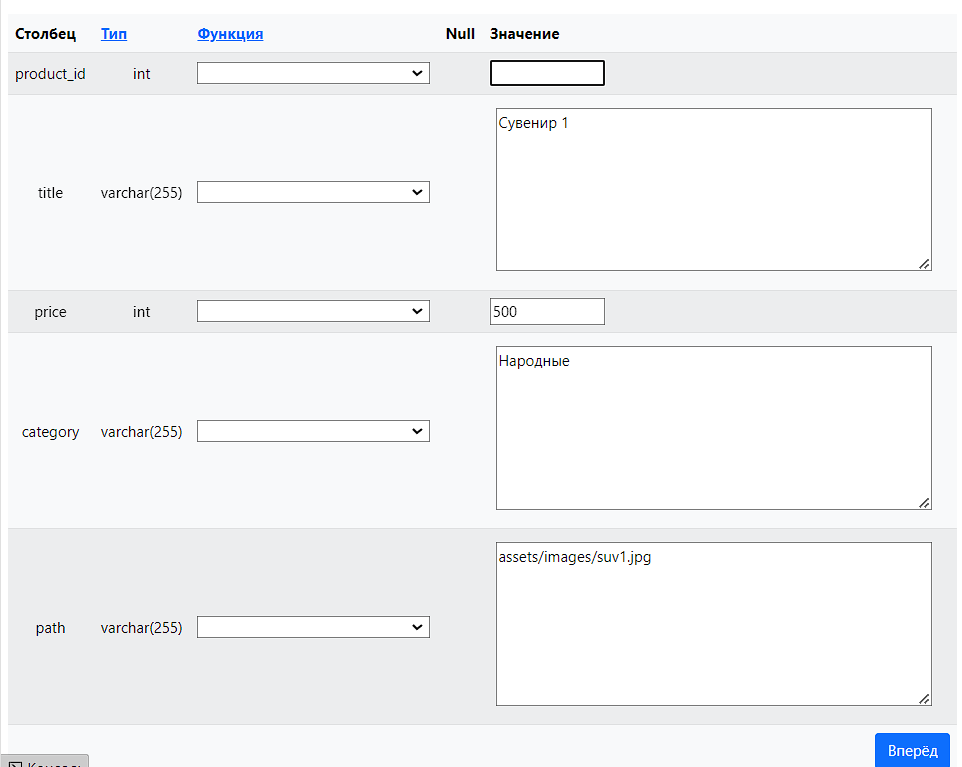 Столбец Тип Функция Null Значение
product_id int
title varchar(255) Сувенир 1
price int 500
category varchar(255) Народные
path varchar(255) assets/images/suv1.jpg
Вперёд